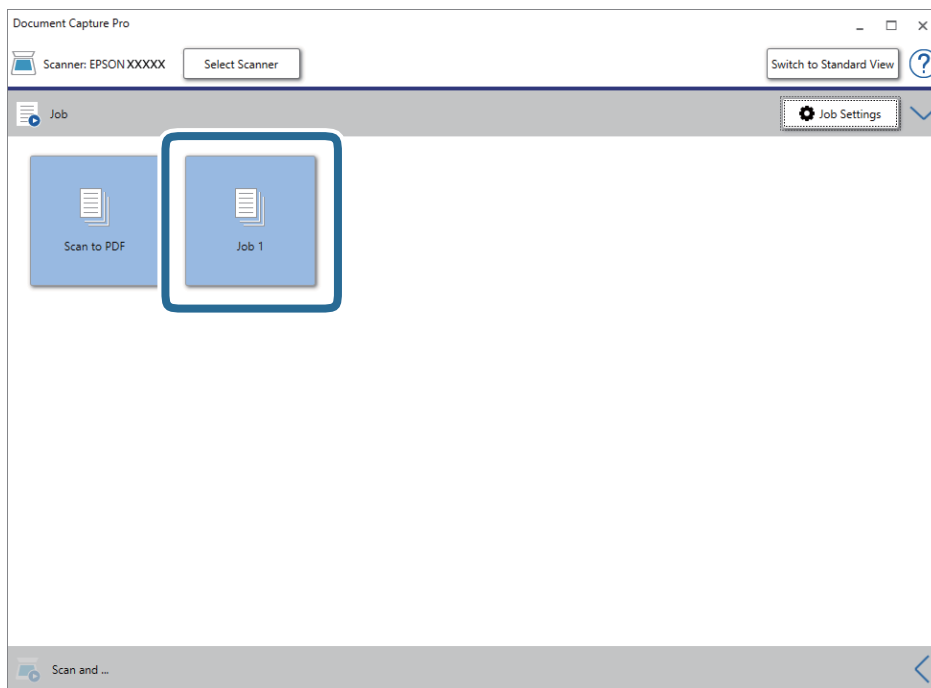 Document Capture Pro
Scanner: EPSON XXXXX Select Scanner Switch to Standard View ?
Job Job Settings
Scan to PDF Job 1
Scan and ...